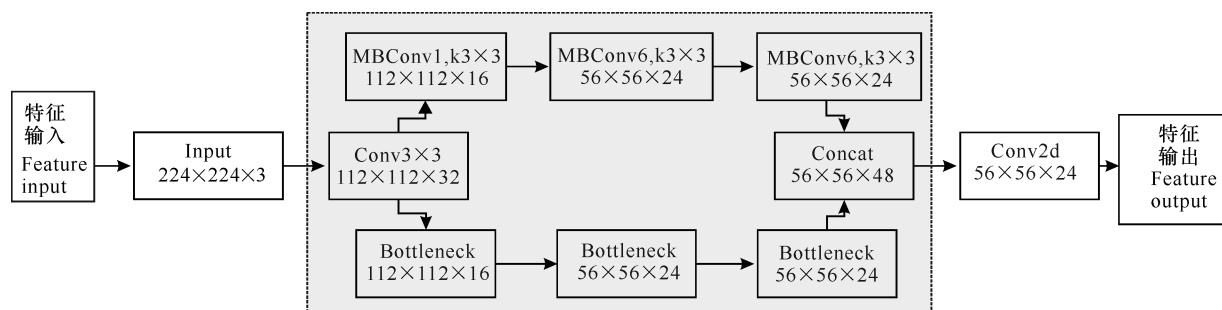 特征
输入
Feature
input
Input
224×224×3
Conv3×3
112×112×32
MBConv1,k3×3
112×112×16
MBConv6,k3×3
56×56×24
MBConv6,k3×3
56×56×24
Bottleneck
112×112×16
Bottleneck
56×56×24
Bottleneck
56×56×24
Concat
56×56×48
Conv2d
56×56×24
特征
输出
Feature
output